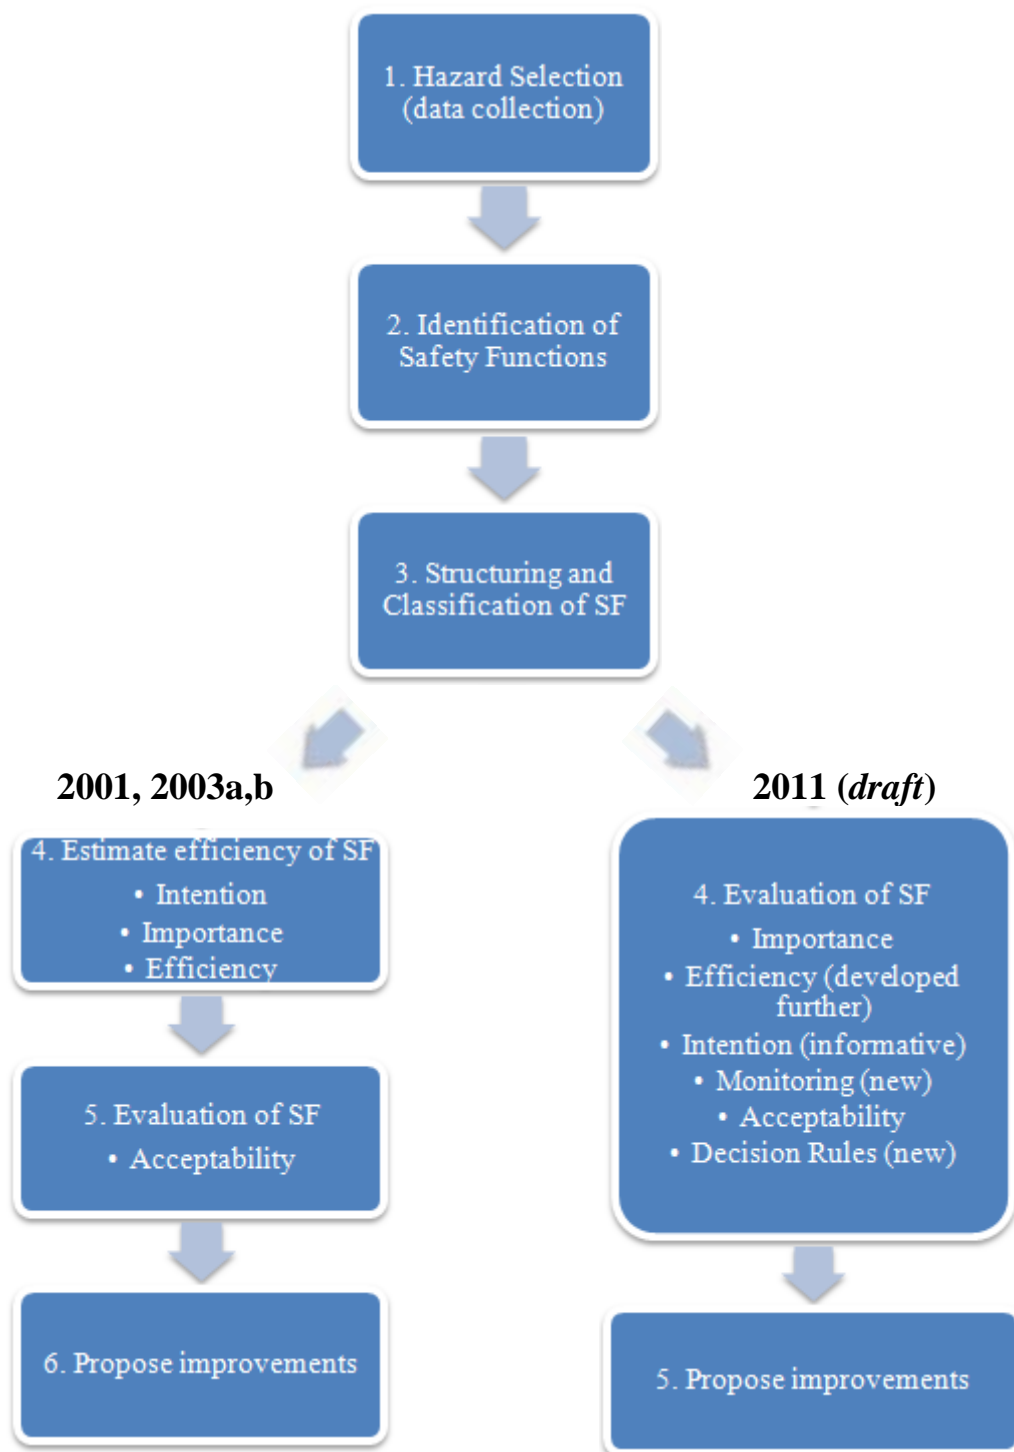 1. Hazard Selection
(data collection)
2. Identification of
Safety Functions
3. Structuring and
Classification of SF
2001, 2003a,b
4. Estimate efficiency of SF
• Intention
• Importance
• Efficiency
5. Evaluation of SF
• Acceptability
6. Propose improvements
2011 (draft)
4. Evaluation of SF
• Importance
• Efficiency (developed
further)
• Intention (informative)
• Monitoring (new)
• Acceptability
• Decision Rules (new)
5. Propose improvements